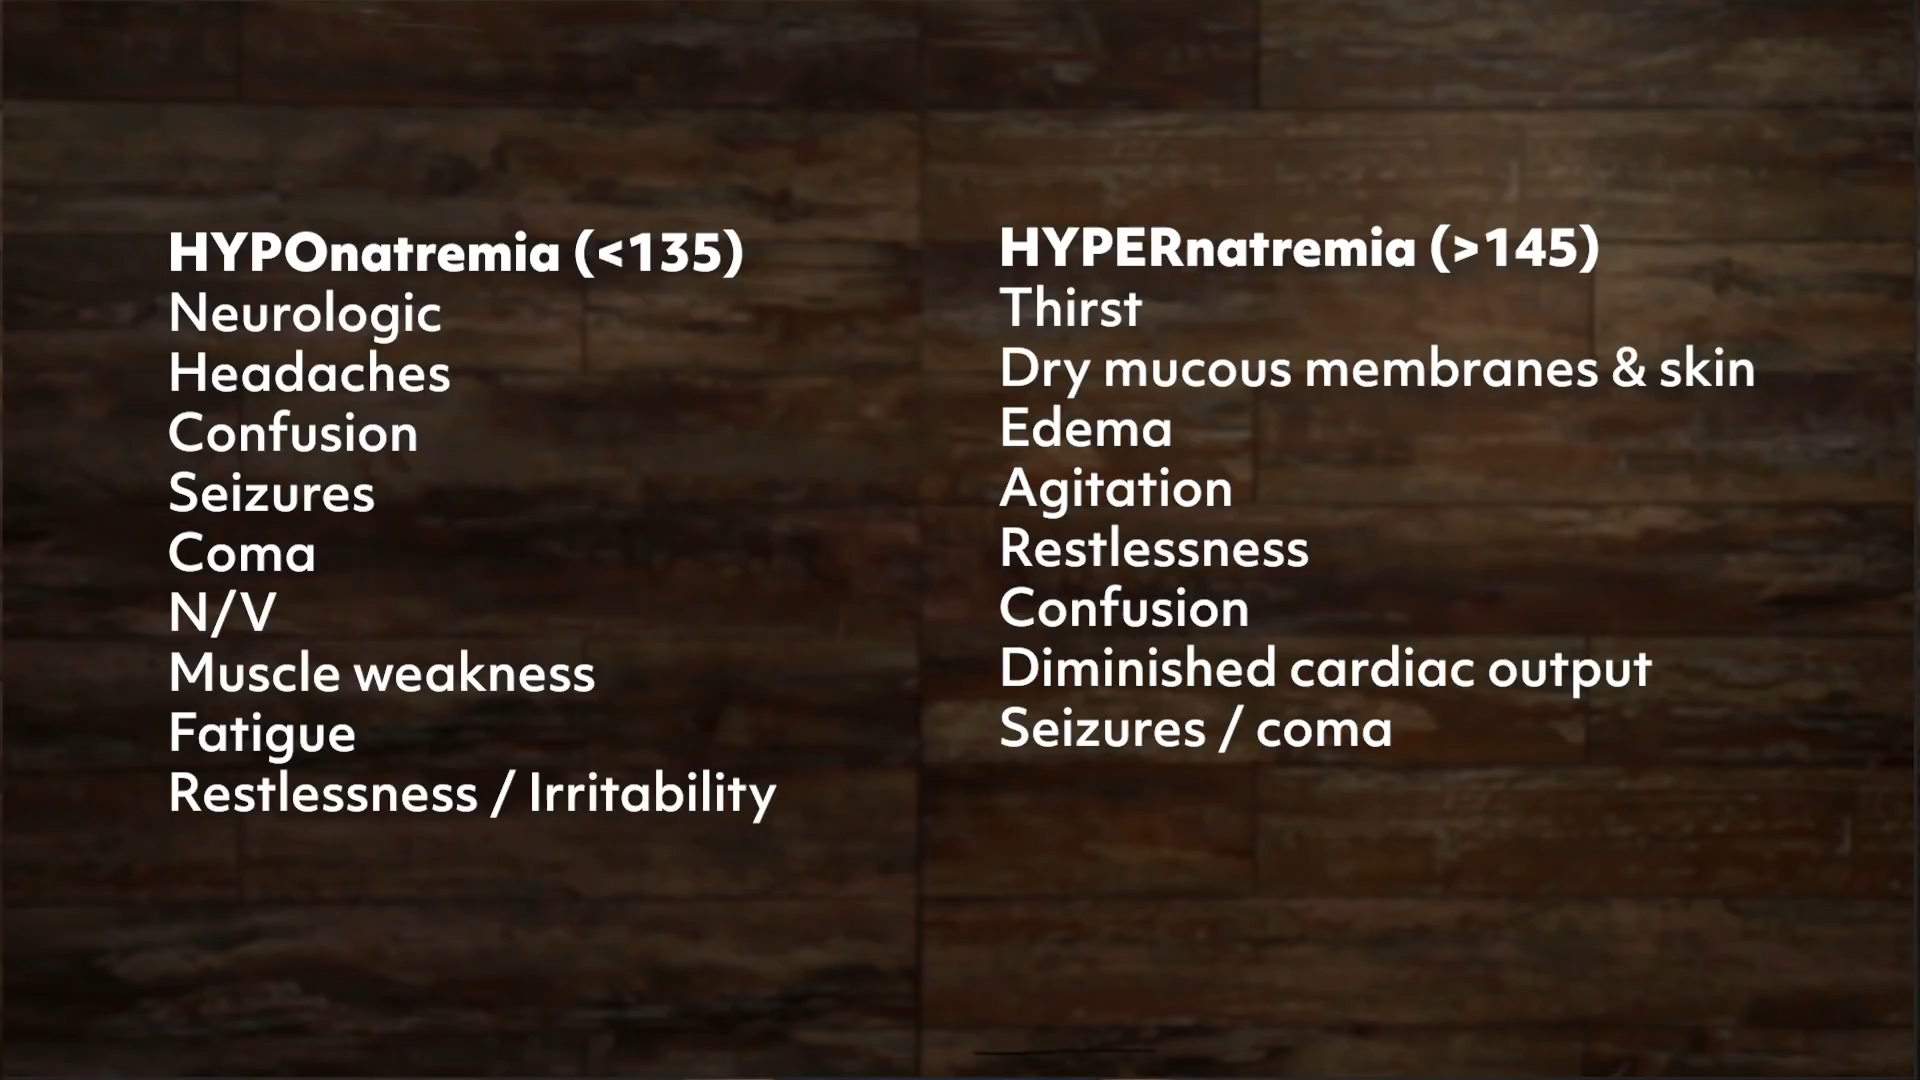 HYPOnatremia (<135)
Neurologic
Headaches
Confusion
Seizures
Coma
N/V
Muscle weakness
Fatigue
Restlessness / Irritability
HYPERnatremia (>145)
Thirst
Dry mucous membranes & skin
Edema
Agitation
Restlessness
Confusion
Diminished cardiac output
Seizures / coma